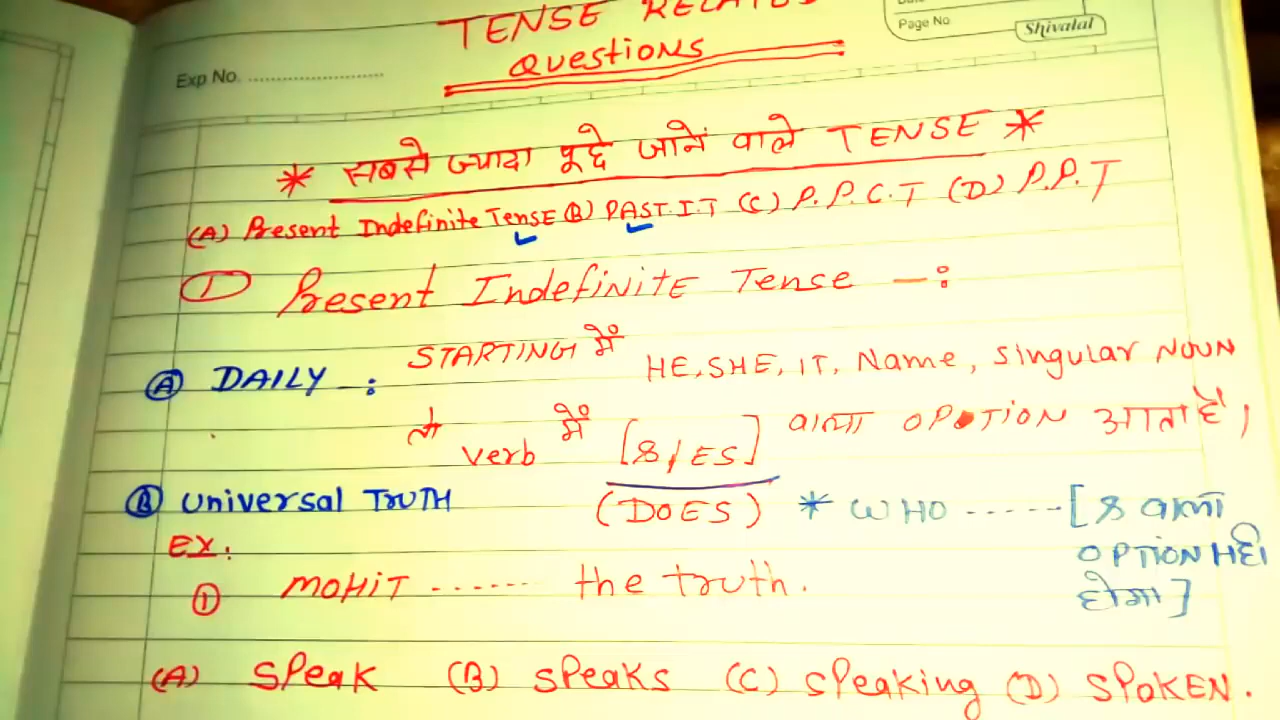 TENSE RELATED
Questions
Page No
Shivalal
Exp No.
* सबसे ज्यादा पूछे जानें वाले TENSE *
(A) Present Indefinite Tense (B) PAST.I.T (C) P.P.C.T (D) P.P.T
① Present Indefinite Tense —:
Ⓐ DAILY -: STARTING में HE, SHE, IT, Name, singular NOUN
तो verb में [S/ES] वाला OPTION आता है।
Ⓑ Universal TRUTH (DOES) * WHO ------[S वाला
OPTION सही
होगा]
EX:
① MOHIT ------- the truth.
(A) speak (B) speaks (C) speaking (D) SPOKEN.